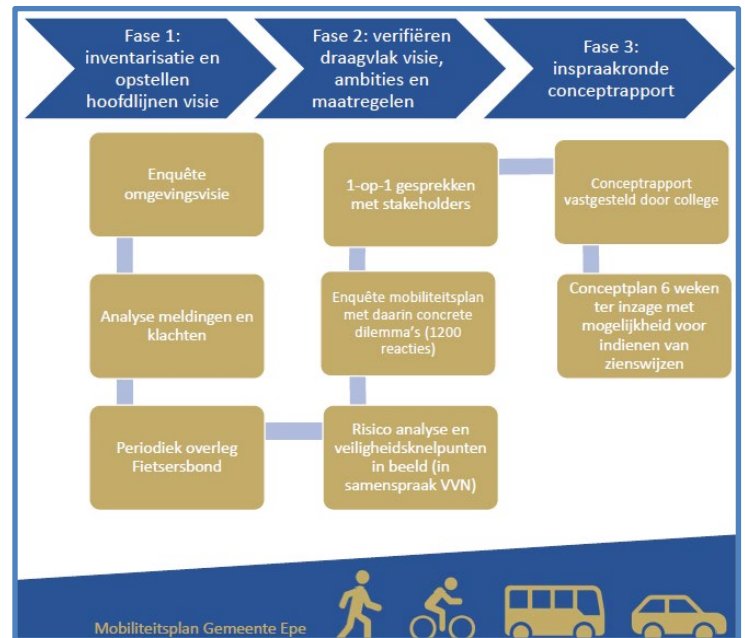 Fase 1:
inventarisatie en
opstellen
hoofdlijnen visie
Fase 2: verifiëren
draagvlak visie,
ambities en
maatregelen
Fase 3:
inspraakronde
conceptrapport
Enquête
omgevingsvisie
Analyse meldingen en
klachten
Periodiek overleg
Fietsersbond
Risico analyse en
veiligheidsknelpunten
in beeld (in
samenspraak VVN)
Enquête mobiliteitsplan
met daarin concrete
dilemma's (1200
reacties)
1-op-1 gesprekken
met stakeholders
Conceptrapport
vastgesteld door college
Conceptplan 6 weken
ter inzage met
mogelijkheid voor
indienen van
zienswijzen
Mobiliteitsplan Gemeente Epe